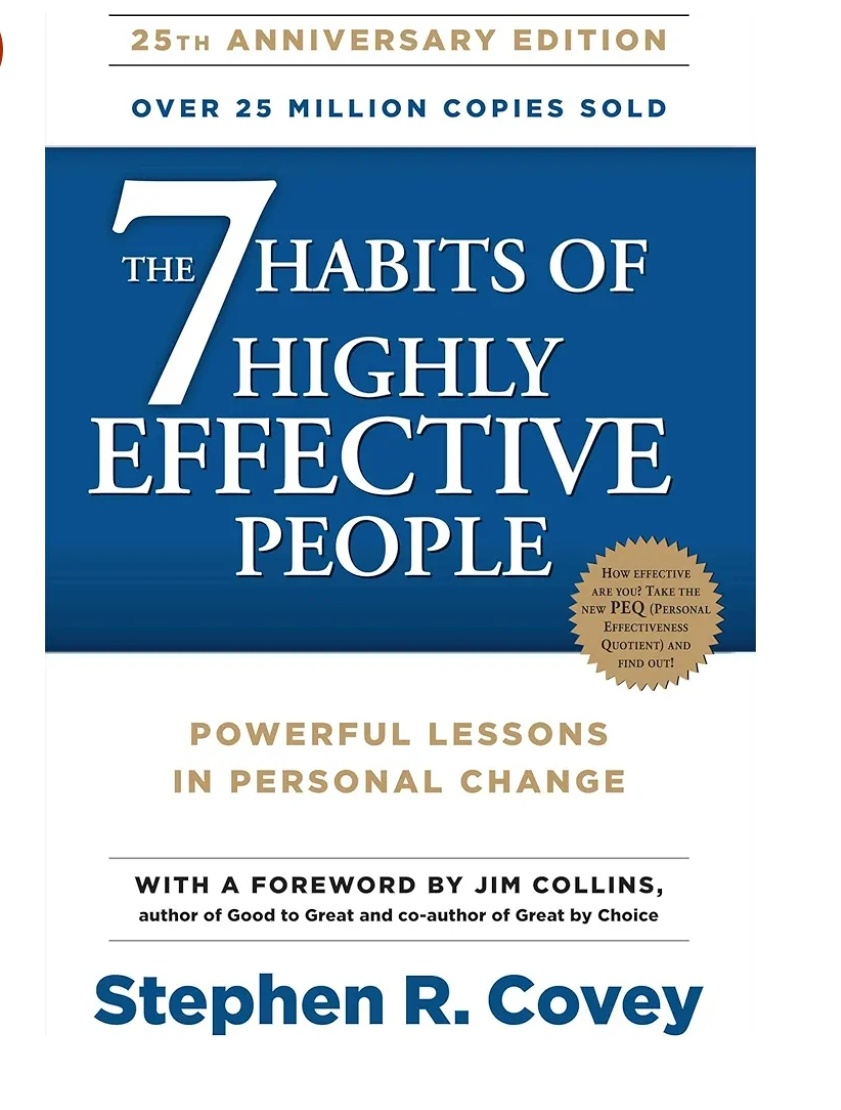 25TH ANNIVERSARY EDITION
OVER 25 MILLION COPIES SOLD
THE 7 HABITS OF
HIGHLY
EFFECTIVE
PEOPLE
HOW EFFECTIVE
ARE YOU? TAKE THE
NEW PEQ (PERSONAL
EFFECTIVENESS
QUOTIENT) AND
FIND OUT!
POWERFUL LESSONS
IN PERSONAL CHANGE
WITH A FOREWORD BY JIM COLLINS,
author of Good to Great and co-author of Great by Choice
Stephen R. Covey